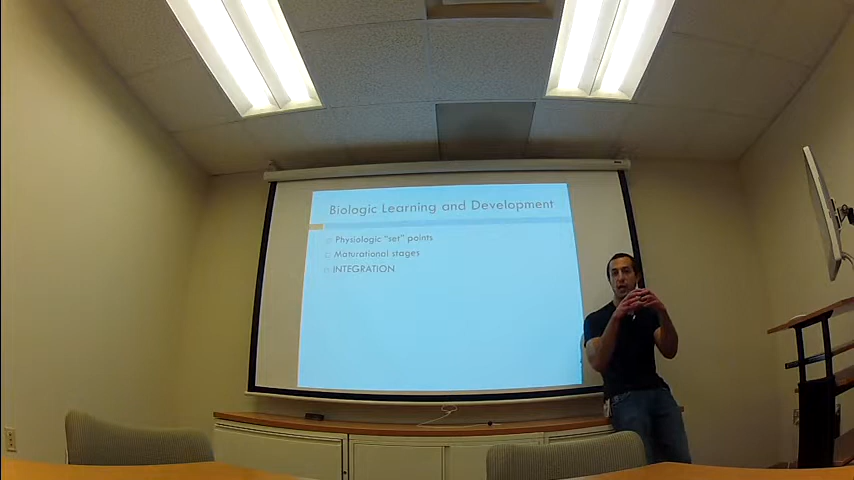 Biologic Learning and Development
Physiologic "set" points
Maturational stages
INTEGRATION